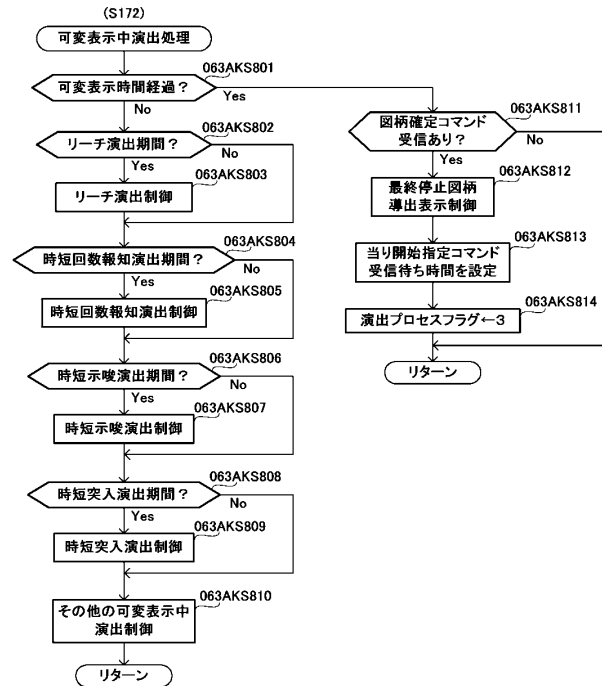 (S172)
可変表示中演出処理
063AKS801
可変表示時間経過？
Yes
No
063AKS802
リーチ演出期間？
No
Yes
063AKS803
リーチ演出制御
063AKS804
時短回数報知演出期間？
No
Yes
063AKS805
時短回数報知演出制御
063AKS806
時短示唆演出期間？
No
Yes
063AKS807
時短示唆演出制御
063AKS808
時短突入演出期間？
No
Yes
063AKS809
時短突入演出制御
063AKS810
その他の可変表示中
演出制御
リターン
063AKS811
図柄確定コマンド
受信あり？
No
Yes
063AKS812
最終停止図柄
導出表示制御
063AKS813
当り開始指定コマンド
受信待ち時間を設定
063AKS814
演出プロセスフラグ←3
リターン